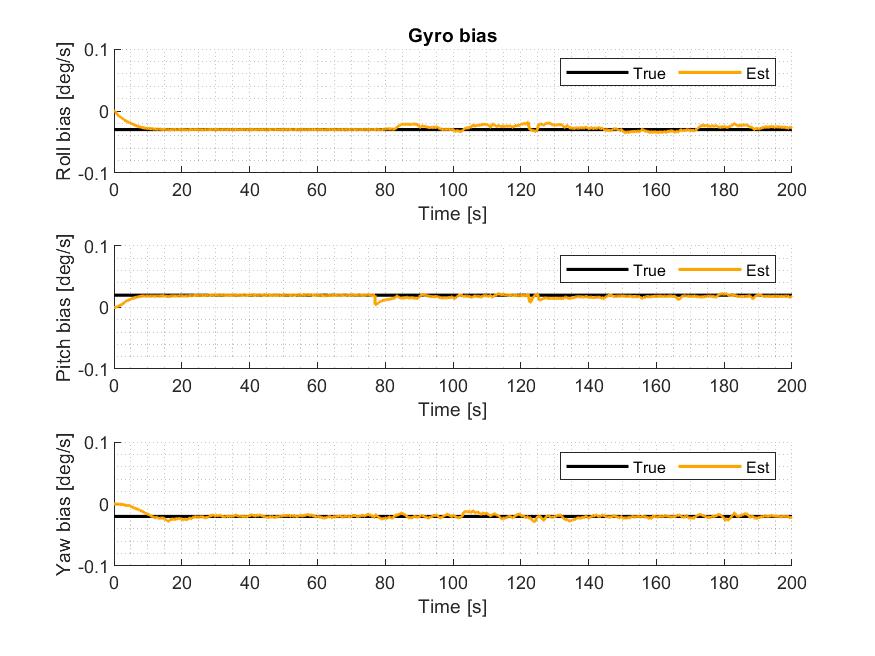 Gyro bias
Roll bias [deg/s]
0.1
0
-0.1
True Est
0 20 40 60 80 100 120 140 160 180 200
Time [s]
Pitch bias [deg/s]
0.1
0
-0.1
True Est
0 20 40 60 80 100 120 140 160 180 200
Time [s]
Yaw bias [deg/s]
0.1
0
-0.1
True Est
0 20 40 60 80 100 120 140 160 180 200
Time [s]